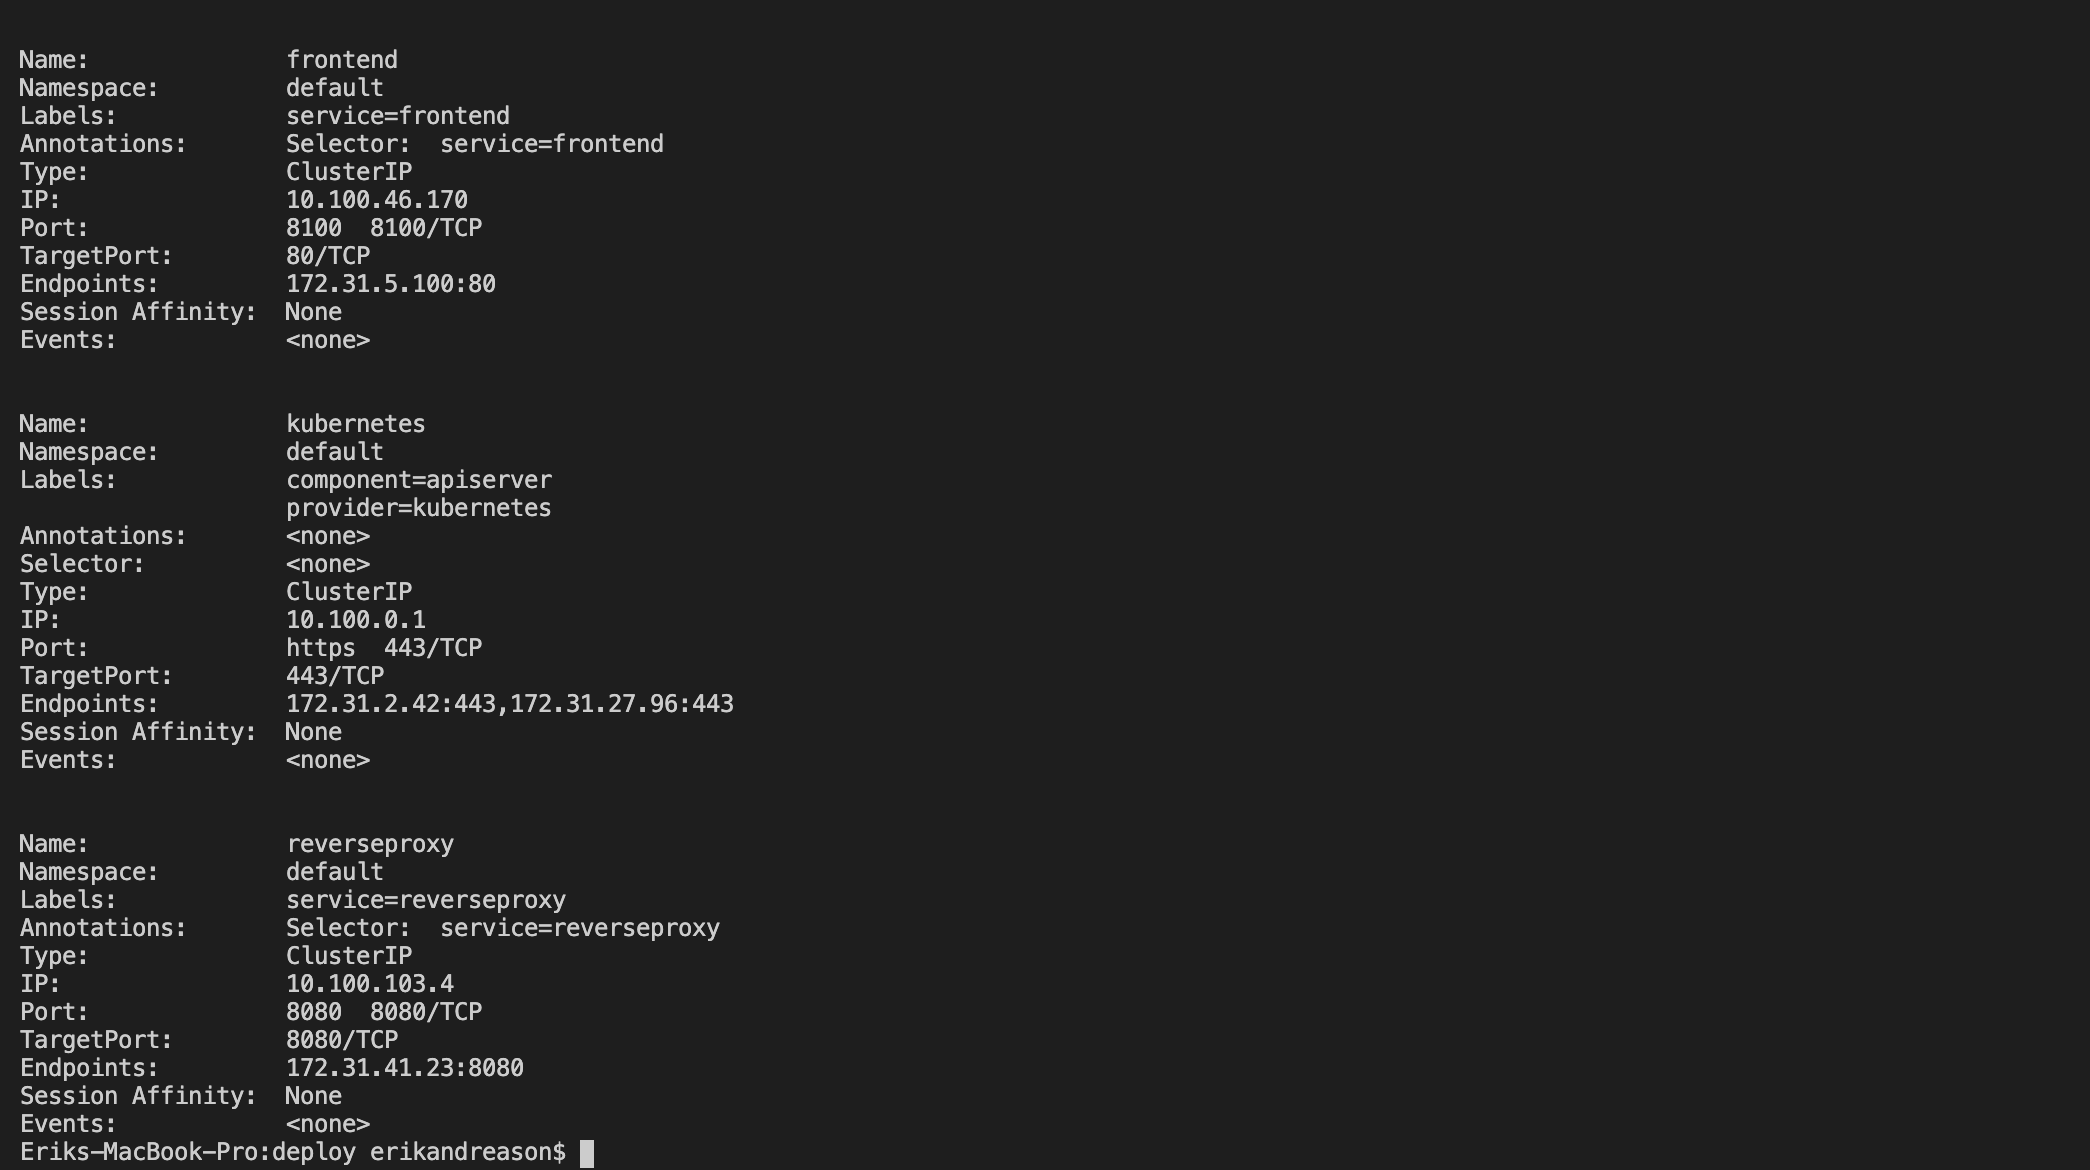 Name:              frontend
Namespace:         default
Labels:            service=frontend
Annotations:       Selector:  service=frontend
Type:              ClusterIP
IP:                10.100.46.170
Port:              8100  8100/TCP
TargetPort:        80/TCP
Endpoints:         172.31.5.100:80
Session Affinity:  None
Events:            <none>
Name:              kubernetes
Namespace:         default
Labels:            component=apiserver
                   provider=kubernetes
Annotations:       <none>
Selector:          <none>
Type:              ClusterIP
IP:                10.100.0.1
Port:              https  443/TCP
TargetPort:        443/TCP
Endpoints:         172.31.2.42:443,172.31.27.96:443
Session Affinity:  None
Events:            <none>
Name:              reverseproxy
Namespace:         default
Labels:            service=reverseproxy
Annotations:       Selector:  service=reverseproxy
Type:              ClusterIP
IP:                10.100.103.4
Port:              8080  8080/TCP
TargetPort:        8080/TCP
Endpoints:         172.31.41.23:8080
Session Affinity:  None
Events:            <none>
Eriks-MacBook-Pro:deploy erikandreason$